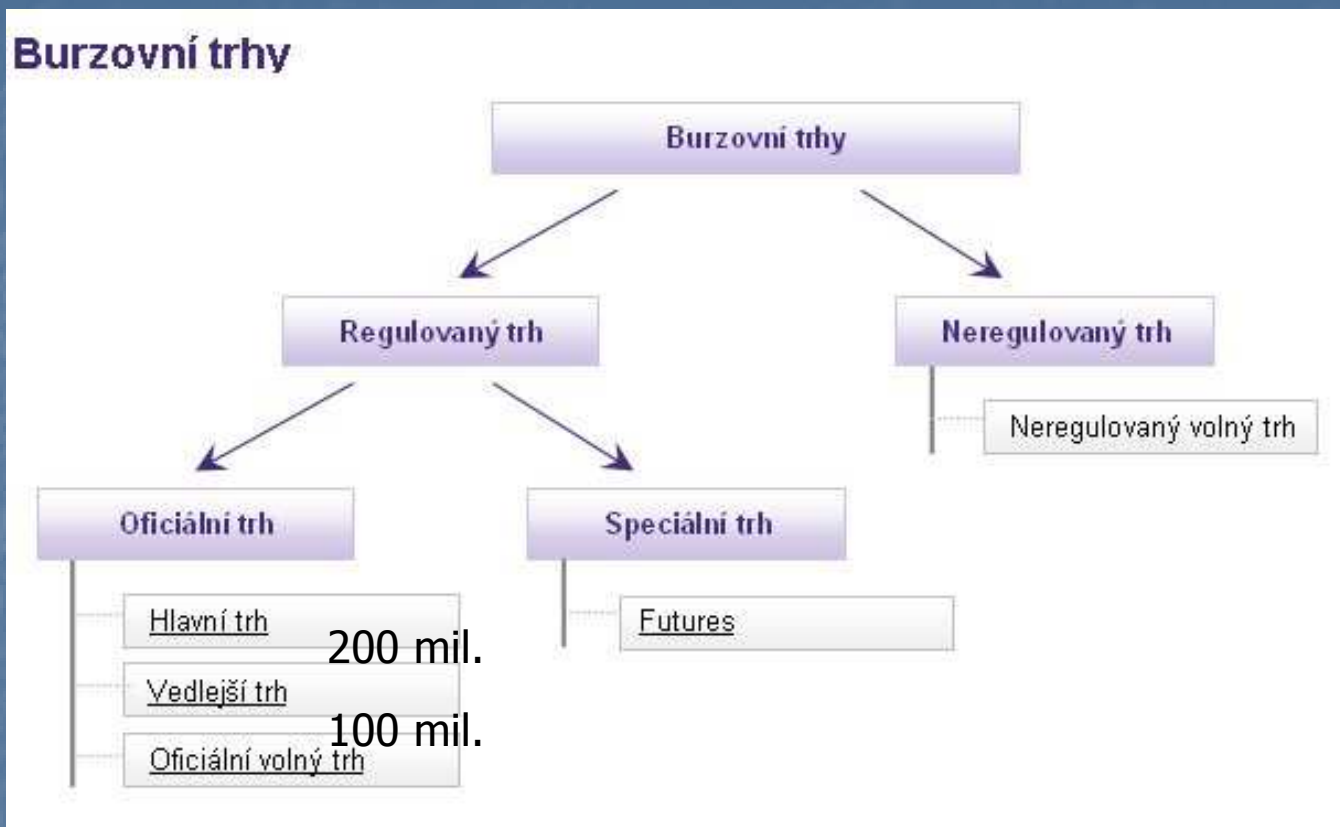 Burzovní trhy
Burzovní trhy
Regulovaný trh
Neregulovaný trh
Neregulovaný volný trh
Oficiální trh
Speciální trh
Hlavní trh
200 mil.
Futures
Vedlejší trh
100 mil.
Oficiální volný trh